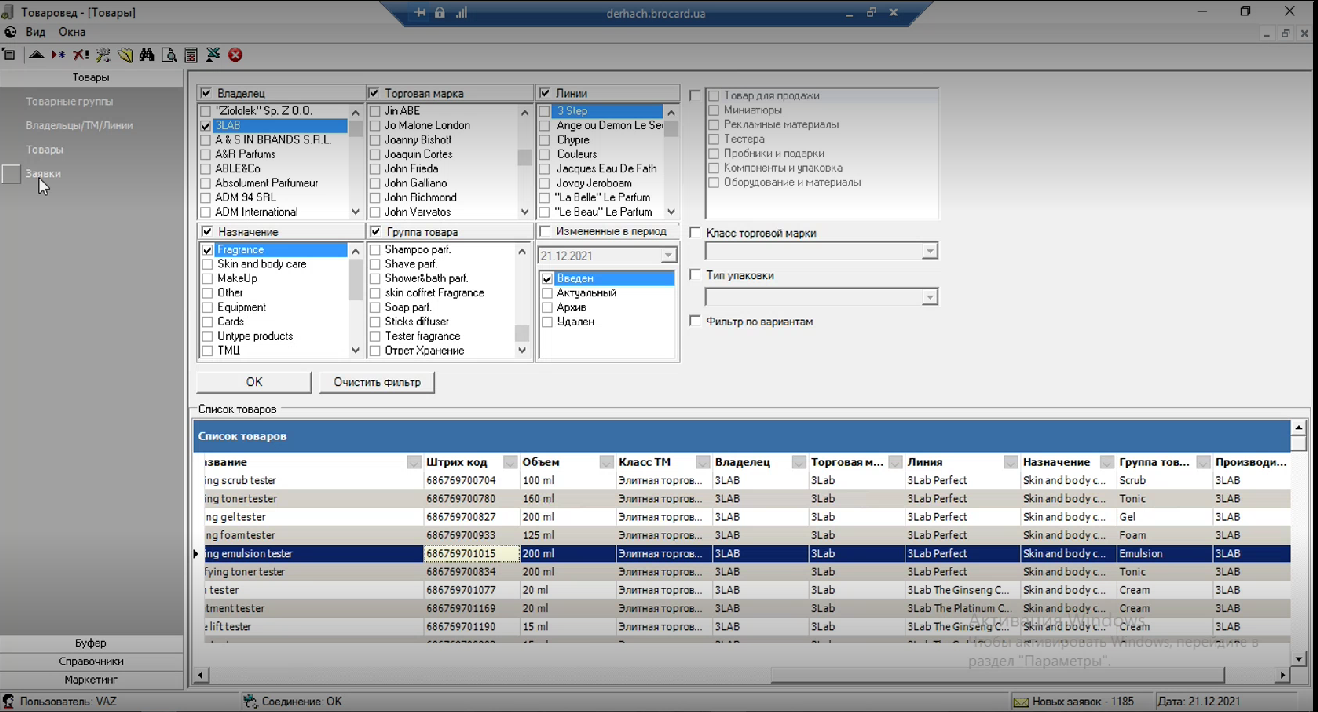 Товаровед - [Товары]
derhach.brocard.ua
Вид Окна
Товары
Товарные группы
Владельцы/ТМ/Линии
Товары
Заявки
Буфер
Справочники
Маркетинг
Владелец
"Ziololek" Sp. Z O.O.
3LAB
A & S IN BRANDS S.R.L.
A&R Parfums
ABLE&Co
Absolument Parfumeur
ADM 94 SRL
ADM International
Торговая марка
Jin ABE
Jo Malone London
Joanny Bishott
Joaquin Cortes
John Frieda
John Galliano
John Richmond
John Varvatos
Линии
3 Step
Ange ou Demon Le Sec
Chypre
Couleurs
Jacques Eau De Fath
Jovoy Jeroboam
"La Belle" Le Parfum
"Le Beau" Le Parfum
Товар для продажи
Миниатюры
Рекламные материалы
Тестера
Пробники и подарки
Компоненты и упаковка
Оборудование и материалы
Назначение
Fragrance
Skin and body care
MakeUp
Other
Equipment
Cards
Untype products
ТМЦ
Группа товара
Shampoo parf.
Shave parf.
Shower&bath parf.
skin coffret Fragrance
Soap parf.
Sticks diffuser
Tester fragrance
Ответ Хранение
Измененные в период
21.12.2021
Введен
Актуальный
Архив
Удален
Класс торговой марки
Тип упаковки
Фильтр по вариантам
OK Очистить фильтр
Список товаров
Список товаров
азвание Штрих код Объем Класс ТМ Владелец Торговая м... Линия Назначение Группа тов... Производи...
ing scrub tester 686769700704 100 ml Элитная торгов... 3LAB 3Lab 3Lab Perfect Skin and body c... Scrub 3LAB
ing toner tester 686769700780 160 ml Элитная торгов... 3LAB 3Lab 3Lab Perfect Skin and body c... Tonic 3LAB
ing gel tester 686769700827 200 ml Элитная торгов... 3LAB 3Lab 3Lab Perfect Skin and body c... Gel 3LAB
ing foam tester 686769700933 125 ml Элитная торгов... 3LAB 3Lab 3Lab Perfect Skin and body c... Foam 3LAB
ing emulsion tester 686769701015 200 ml Элитная торгов... 3LAB 3Lab 3Lab Perfect Skin and body c... Emulsion 3LAB
fying toner tester 686769700834 200 ml Элитная торгов... 3LAB 3Lab 3Lab Perfect Skin and body c... Tonic 3LAB
tester 686769701077 20 ml Элитная торгов... 3LAB 3Lab 3Lab The Ginseng C... Skin and body c... Cream 3LAB
tment tester 686769701169 20 ml Элитная торгов... 3LAB 3Lab 3Lab The Platinum C... Skin and body c... Cream 3LAB
e lift tester 686769701190 15 ml Элитная торгов... 3LAB 3Lab 3Lab The Ginseng C... Skin and body c... Cream 3LAB
Активация Windows
Чтобы активировать Windows, перейдите в
раздел "Параметры".
Пользователь: VAZ
Соединение: OK
Новых заявок - 1185
Дата: 21.12.2021